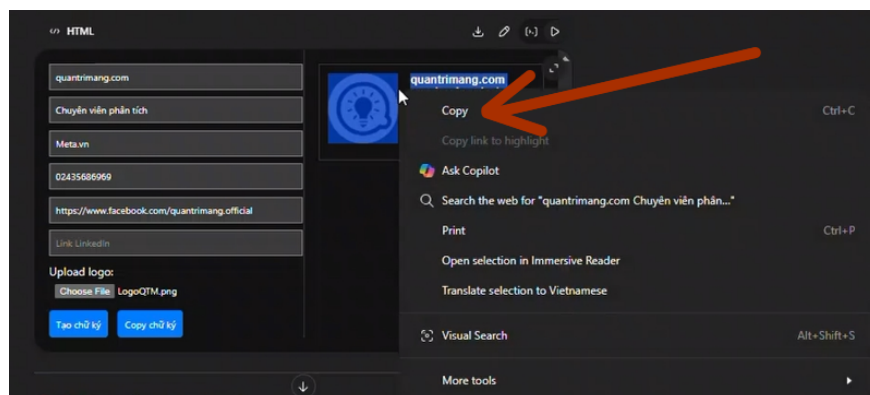 </> HTML
quantrimang.com
Chuyên viên phân tích
Meta.vn
02435686969
https://www.facebook.com/quantrimang.official
Link LinkedIn
Upload logo:
Choose File LogoQTM.png
Tạo chữ ký Copy chữ ký
quantrimang.com
Copy Ctrl+C
Copy link to highlight
Ask Copilot
Search the web for "quantrimang.com Chuyên viên phân..."
Print Ctrl+P
Open selection in Immersive Reader
Translate selection to Vietnamese
Visual Search Alt+Shift+S
More tools